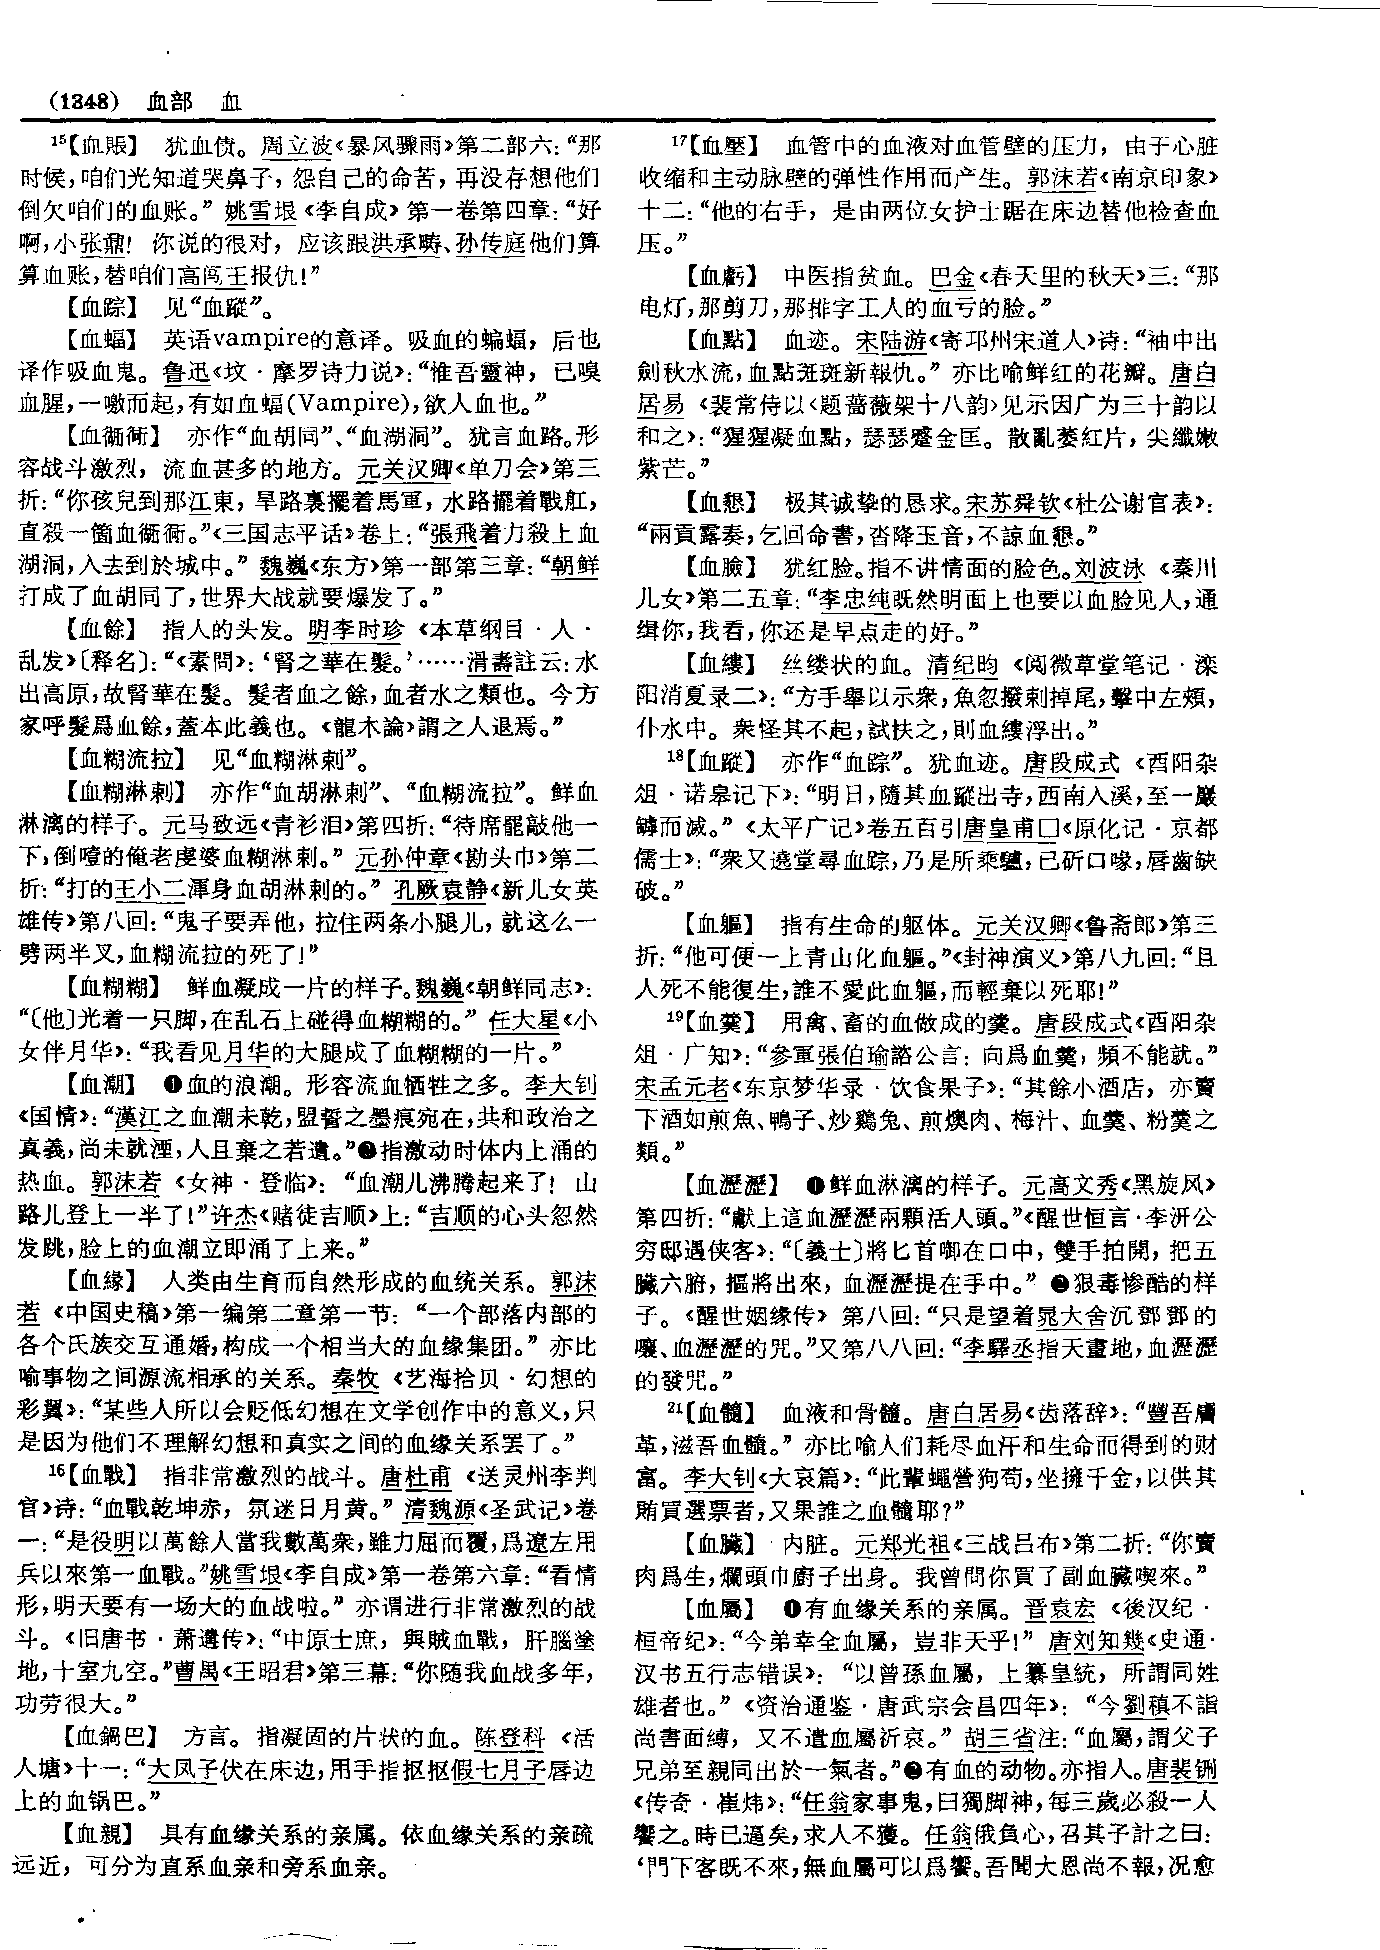 (1348) 血部 血
¹⁵【血賬】 犹血债。周立波《暴风骤雨》第二部六：“那
时候，咱们光知道哭鼻子，怨自己的命苦，再没存想他们
倒欠咱们的血账。”姚雪垠《李自成》第一卷第四章：“好
啊，小张鼐！你说的很对，应该跟洪承畴、孙传庭他们算
算血账，替咱们高闯王报仇！”
【血踪】 见“血蹤”。
【血蝠】 英语vampire的意译。吸血的蝙蝠，后也
译作吸血鬼。鲁迅《坟·摩罗诗力说》：“惟吾靈神，已嗅
血腥，一噉而起，有如血蝠(Vampire)，欲人血也。”
【血衚衕】 亦作“血胡同”、“血湖洞”。犹言血路。形
容战斗激烈，流血甚多的地方。元关汉卿《单刀会》第三
折：“你孩兒到那江東，旱路裏擺着馬軍，水路擺着戰舡，
直殺一箇血衚衕。”《三国志平话》卷上：“張飛着力殺上血
湖洞，入去到於城中。”魏巍《东方》第一部第三章：“朝鲜
打成了血胡同了，世界大战就要爆发了。”
【血餘】 指人的头发。明李时珍《本草纲目·人·
乱发》〔释名〕：“《素問》：‘腎之華在髮。’……滑壽註云：水
出高原，故腎華在髮。髮者血之餘，血者水之類也。今方
家呼髮爲血餘，蓋本此義也。《龍木論》謂之人退焉。”
【血糊流拉】 见“血糊淋剌”。
【血糊淋剌】 亦作“血胡淋剌”、“血糊流拉”。鲜血
淋漓的样子。元马致远《青衫泪》第四折：“待席罷敲他一
下，倒噎的俺老虔婆血糊淋剌。”元孙仲章《勘头巾》第二
折：“打的王小二渾身血胡淋剌的。”孔厥袁静《新儿女英
雄传》第八回：“鬼子要弄他，拉住两条小腿儿，就这么一
劈两半叉，血糊流拉的死了！”
【血糊糊】 鲜血凝成一片的样子。魏巍《朝鲜同志》：
“〔他〕光着一只脚，在乱石上碰得血糊糊的。”任大星《小
女伴月华》：“我看见月华的大腿成了血糊糊的一片。”
【血潮】 ❶血的浪潮。形容流血牺牲之多。李大钊
《国情》：“漢江之血潮未乾，盟誓之墨痕宛在，共和政治之
真義，尚未就湮，人且棄之若遺。”❷指激动时体内上涌的
热血。郭沫若《女神·登临》：“血潮儿沸腾起来了！山
路儿登上一半了！”许杰《赌徒吉顺》上：“吉顺的心头忽然
发跳，脸上的血潮立即涌了上来。”
【血緣】 人类由生育而自然形成的血统关系。郭沫
若《中国史稿》第一编第二章第一节：“一个部落内部的
各个氏族交互通婚，构成一个相当大的血缘集团。”亦比
喻事物之间源流相承的关系。秦牧《艺海拾贝·幻想的
彩翼》：“某些人所以会贬低幻想在文学创作中的意义，只
是因为他们不理解幻想和真实之间的血缘关系罢了。”
¹⁶【血戰】 指非常激烈的战斗。唐杜甫《送灵州李判
官》诗：“血戰乾坤赤，氛迷日月黄。”清魏源《圣武记》卷
一：“是役明以萬餘人當我數萬衆，雖力屈而覆，爲遼左用
兵以來第一血戰。”姚雪垠《李自成》第一卷第六章：“看情
形，明天要有一场大的血战啦。”亦谓进行非常激烈的战
斗。《旧唐书·萧遘传》：“中原士庶，與賊血戰，肝腦塗
地，十室九空。”曹禺《王昭君》第三幕：“你随我血战多年，
功劳很大。”
【血鍋巴】 方言。指凝固的片状的血。陈登科《活
人塘》十一：“大凤子伏在床边，用手指抠抠假七月子唇边
上的血锅巴。”
【血親】 具有血缘关系的亲属。依血缘关系的亲疏
远近，可分为直系血亲和旁系血亲。
¹⁷【血壓】 血管中的血液对血管壁的压力，由于心脏
收缩和主动脉壁的弹性作用而产生。郭沫若《南京印象》
十二：“他的右手，是由两位女护士踞在床边替他检查血
压。”
【血虧】 中医指贫血。巴金《春天里的秋天》三：“那
电灯，那剪刀，那排字工人的血亏的脸。”
【血點】 血迹。宋陆游《寄邛州宋道人》诗：“袖中出
劍秋水流，血點斑斑新報仇。”亦比喻鲜红的花瓣。唐白
居易《裴常侍以〈题蔷薇架十八韵〉见示因广为三十韵以
和之》：“猩猩凝血點，瑟瑟蹙金匡。散亂萎紅片，尖纖嫩
紫芒。”
【血懇】 极其诚挚的恳求。宋苏舜钦《杜公谢官表》：
“兩貢露奏，乞回命書，沓降玉音，不諒血懇。”
【血臉】 犹红脸。指不讲情面的脸色。刘波泳《秦川
儿女》第二五章：“李忠纯既然明面上也要以血脸见人，通
缉你，我看，你还是早点走的好。”
【血縷】 丝缕状的血。清纪昀《阅微草堂笔记·滦
阳消夏录二》：“方手舉以示衆，魚忽撥剌掉尾，擊中左頰，
仆水中。衆怪其不起，試扶之，則血縷浮出。”
¹⁸【血蹤】 亦作“血踪”。犹血迹。唐段成式《酉阳杂
俎·诺皋记下》：“明日，隨其血蹤出寺，西南入溪，至一巖
罅而滅。”《太平广记》卷五百引唐皇甫□《原化记·京都
儒士》：“衆又遶堂尋血踪，乃是所乘驢，已斫口喙，唇齒缺
破。”
【血軀】 指有生命的躯体。元关汉卿《鲁斋郎》第三
折：“他可便一上青山化血軀。”《封神演义》第八九回：“且
人死不能復生，誰不愛此血軀，而輕棄以死耶！”
¹⁹【血羹】 用禽、畜的血做成的羹。唐段成式《酉阳杂
俎·广知》：“參軍張伯瑜諮公言：向爲血羹，頻不能就。”
宋孟元老《东京梦华录·饮食果子》：“其餘小酒店，亦賣
下酒如煎魚、鴨子、炒鷄兔、煎燠肉、梅汁、血羹、粉羹之
類。”
【血瀝瀝】 ❶鲜血淋漓的样子。元高文秀《黑旋风》
第四折：“獻上這血瀝瀝兩顆活人頭。”《醒世恒言·李汧公
穷邸遇侠客》：“〔義士〕將匕首啣在口中，雙手拍開，把五
臟六腑，摳將出來，血瀝瀝提在手中。”❷狠毒惨酷的样
子。《醒世姻缘传》第八回：“只是望着晁大舍沉鄧鄧的
嚷、血瀝瀝的咒。”又第八八回：“李驛丞指天畫地，血瀝瀝
的發咒。”
²¹【血髓】 血液和骨髓。唐白居易《齿落辞》：“豐吾膚
革，滋吾血髓。”亦比喻人们耗尽血汗和生命而得到的财
富。李大钊《大哀篇》：“此輩蠅營狗苟，坐擁千金，以供其
賄買選票者，又果誰之血髓耶？”
【血臟】 内脏。元郑光祖《三战吕布》第二折：“你賣
肉爲生，爛頭巾廚子出身。我曾問你買了副血臟喫來。”
【血屬】 ❶有血缘关系的亲属。晋袁宏《後汉纪·
桓帝纪》：“今弟幸全血屬，豈非天乎！”唐刘知幾《史通·
汉书五行志错误》：“以曾孫血屬，上纂皇統，所謂同姓
雄者也。”《资治通鉴·唐武宗会昌四年》：“今劉稹不詣
尚書面縛，又不遣血屬祈哀。”胡三省注：“血屬，謂父子
兄弟至親同出於一氣者。”❷有血的动物。亦指人。唐裴铏
《传奇·崔炜》：“任翁家事鬼，曰獨脚神，每三歲必殺一人
饗之。時已逼矣，求人不獲。任翁俄負心，召其子計之曰：
‘門下客既不來，無血屬可以爲饗。吾聞大恩尚不報，况愈